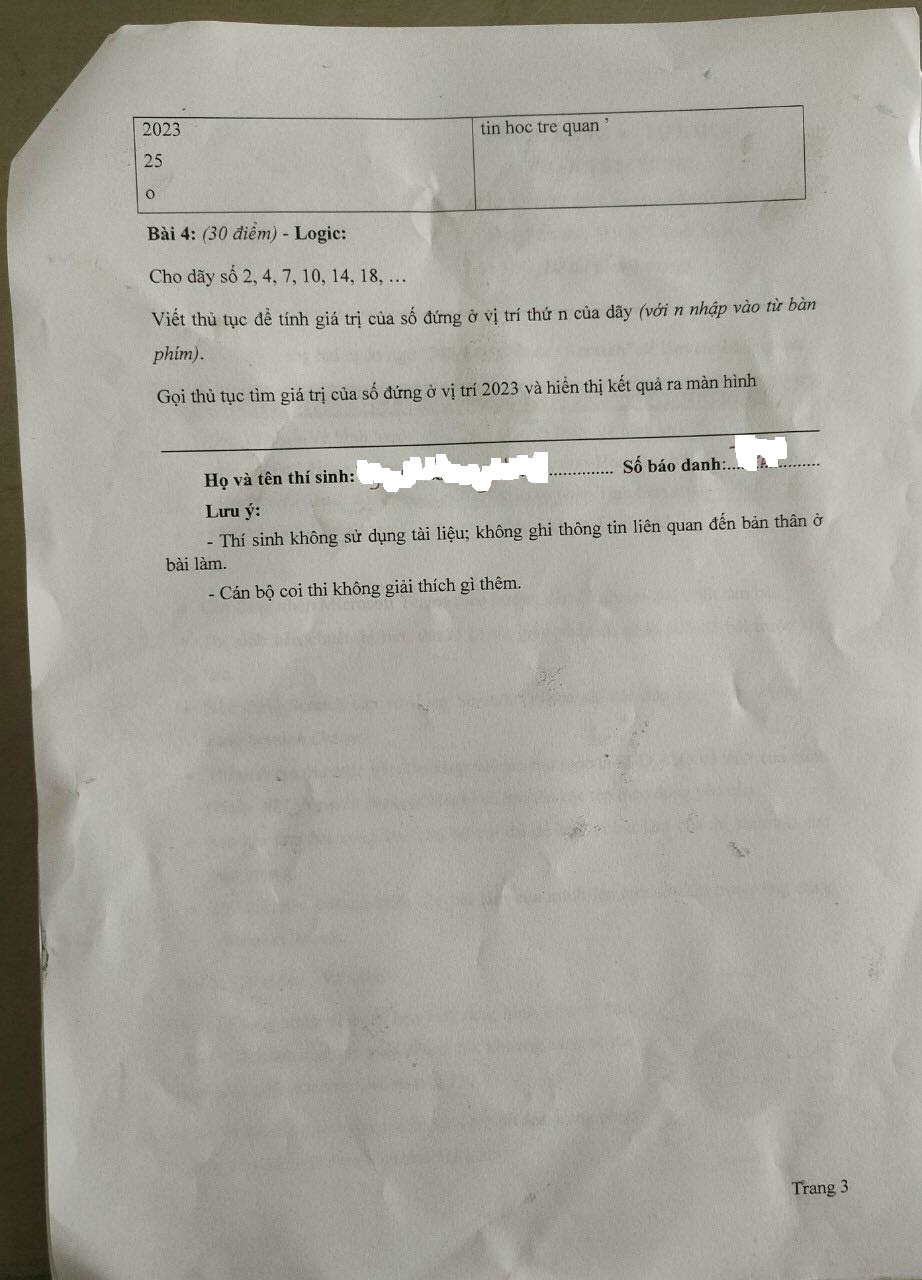 2023 tin hoc tre quan ’
25
o
Bài 4: (30 điểm) - Logic:
Cho dãy số 2, 4, 7, 10, 14, 18, …
Viết thủ tục để tính giá trị của số đứng ở vị trí thứ n của dãy (với n nhập vào từ bàn
phím).
Gọi thủ tục tìm giá trị của số đứng ở vị trí 2023 và hiển thị kết quả ra màn hình
Họ và tên thí sinh: .............. Số báo danh:.............
Lưu ý:
- Thí sinh không sử dụng tài liệu; không ghi thông tin liên quan đến bản thân ở
bài làm.
- Cán bộ coi thi không giải thích gì thêm.
Trang 3